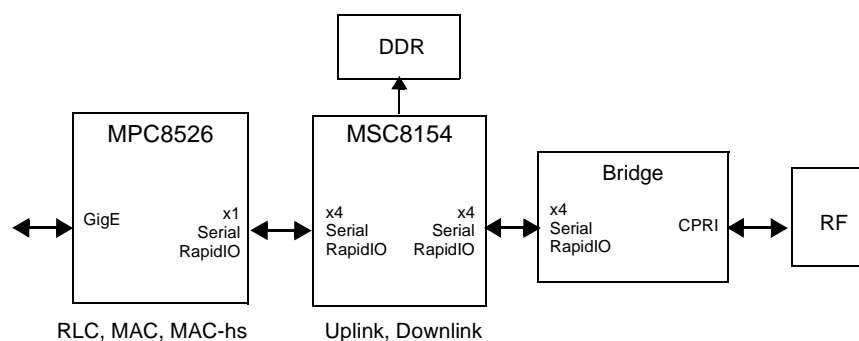 DDR
MPC8526
MSC8154
Bridge
RF
GigE
x1
Serial
RapidIO
x4
Serial
RapidIO
x4
Serial
RapidIO
x4
Serial
RapidIO
CPRI
RLC, MAC, MAC-hs
Uplink, Downlink